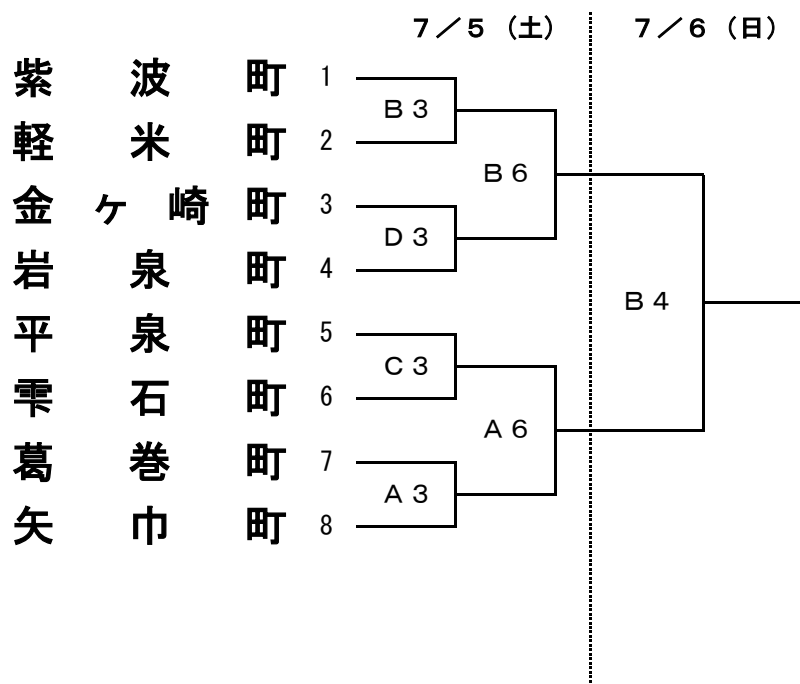 ７／５（土） ７／６（日）
紫波町 1
Ｂ３
軽米町 2
Ｂ６
金ヶ崎町 3
Ｄ３
岩泉町 4
Ｂ４
平泉町 5
Ｃ３
雫石町 6
Ａ６
葛巻町 7
Ａ３
矢巾町 8